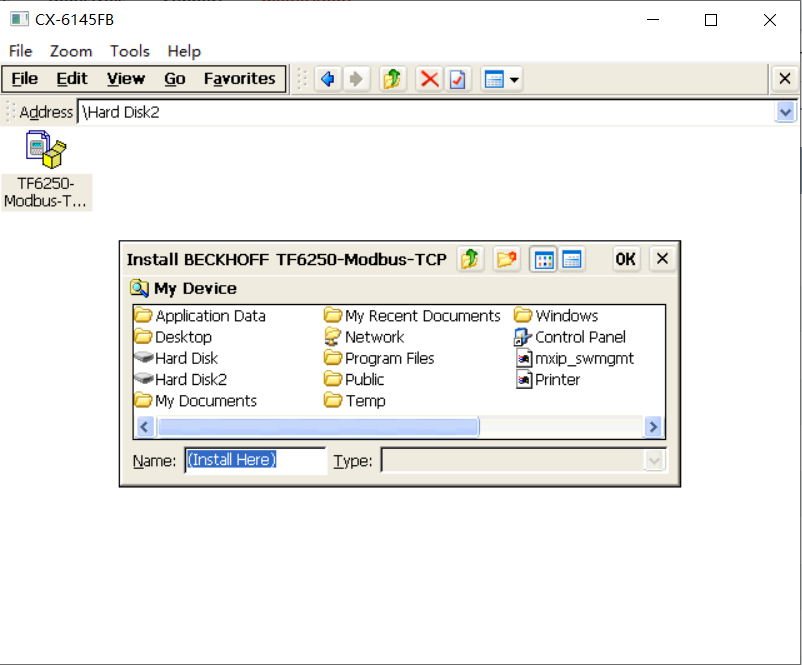 CX-6145FB
File Zoom Tools Help
File Edit View Go Favorites
Address \Hard Disk2
TF6250-
Modbus-T...
Install BECKHOFF TF6250-Modbus-TCP OK
My Device
Application Data My Recent Documents Windows
Desktop Network Control Panel
Hard Disk Program Files mxip_swmgmt
Hard Disk2 Public Printer
My Documents Temp
Name: (Install Here) Type: